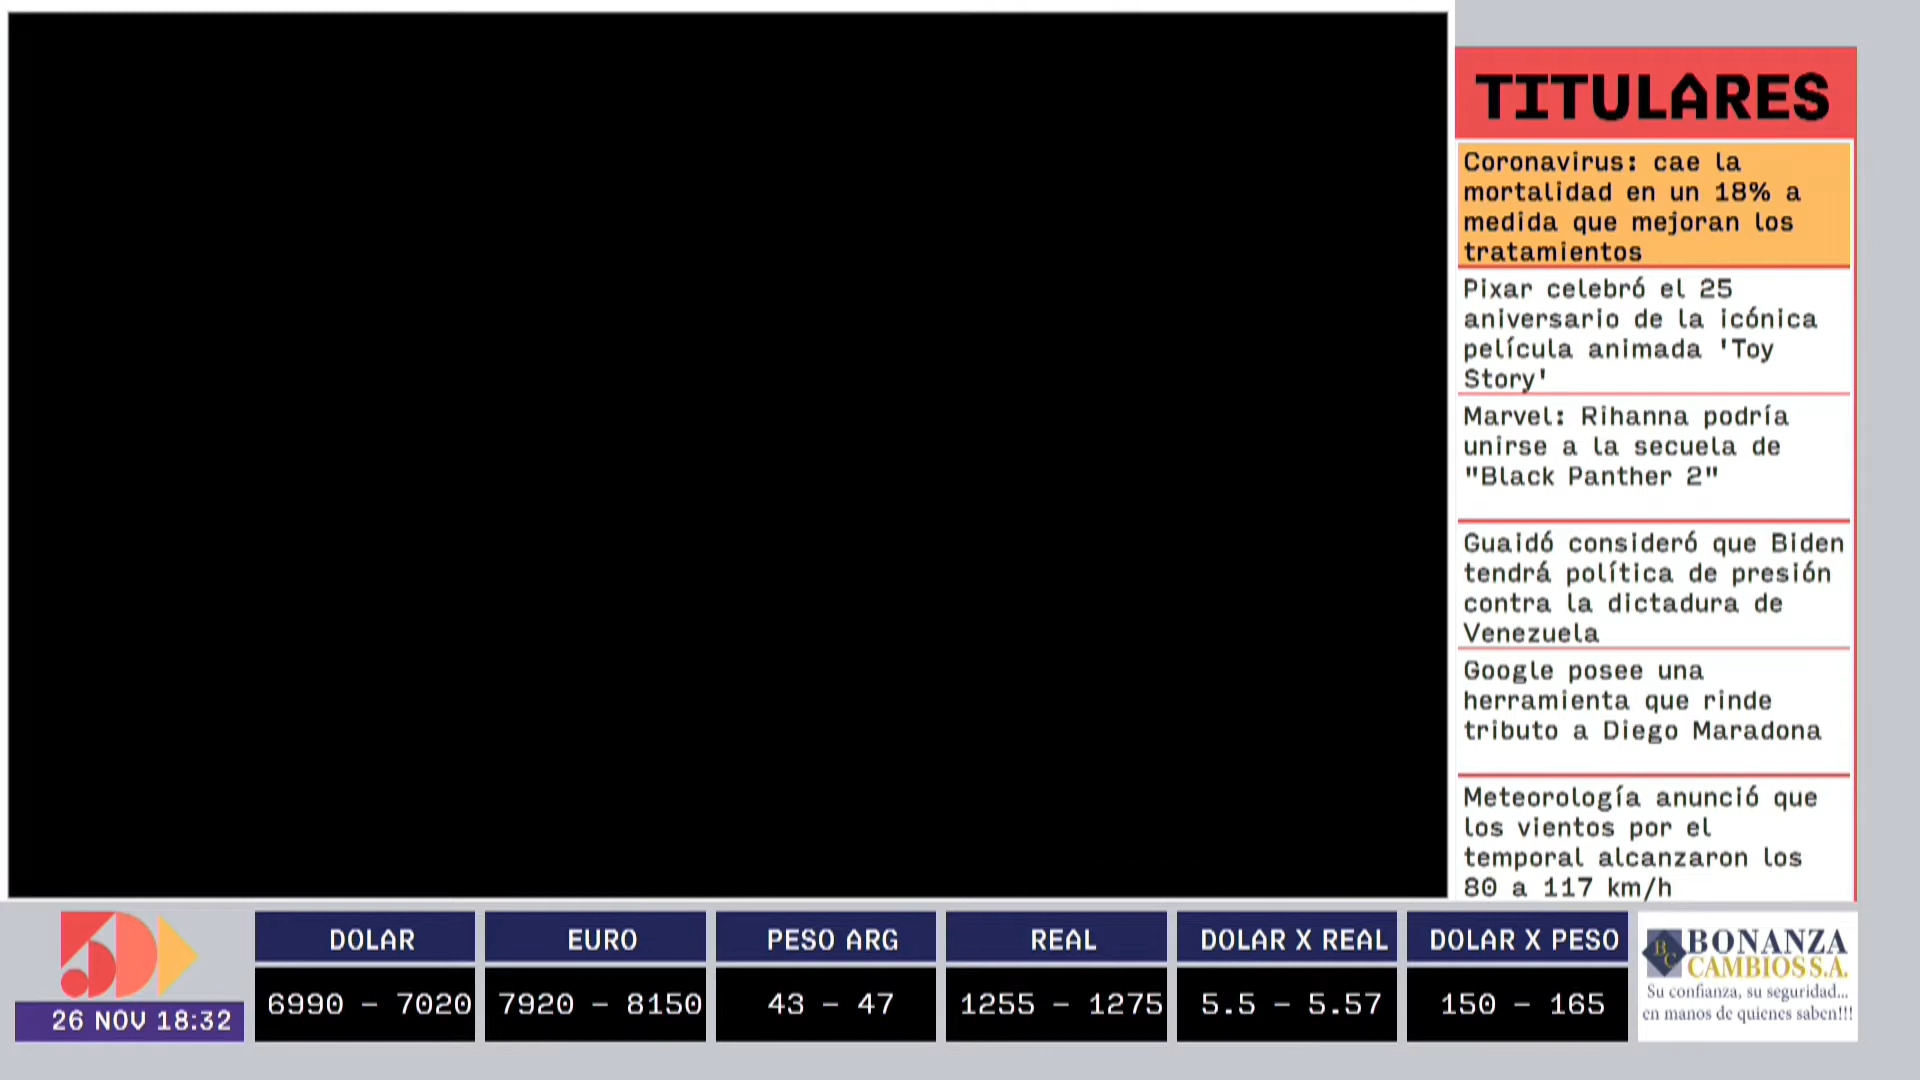 TITULARES
Coronavirus: cae la
mortalidad en un 18% a
medida que mejoran los
tratamientos
Pixar celebró el 25
aniversario de la icónica
película animada 'Toy
Story'
Marvel: Rihanna podría
unirse a la secuela de
"Black Panther 2"
Guaidó consideró que Biden
tendrá política de presión
contra la dictadura de
Venezuela
Google posee una
herramienta que rinde
tributo a Diego Maradona
Meteorología anunció que
los vientos por el
temporal alcanzaron los
80 a 117 km/h
26 NOV 18:32
DOLAR
6990 – 7020
EURO
7920 – 8150
PESO ARG
43 – 47
REAL
1255 – 1275
DOLAR X REAL
5.5 – 5.57
DOLAR X PESO
150 – 165
BC
BONANZA
CAMBIOS S.A.
Su confianza, su seguridad...
en manos de quienes saben!!!